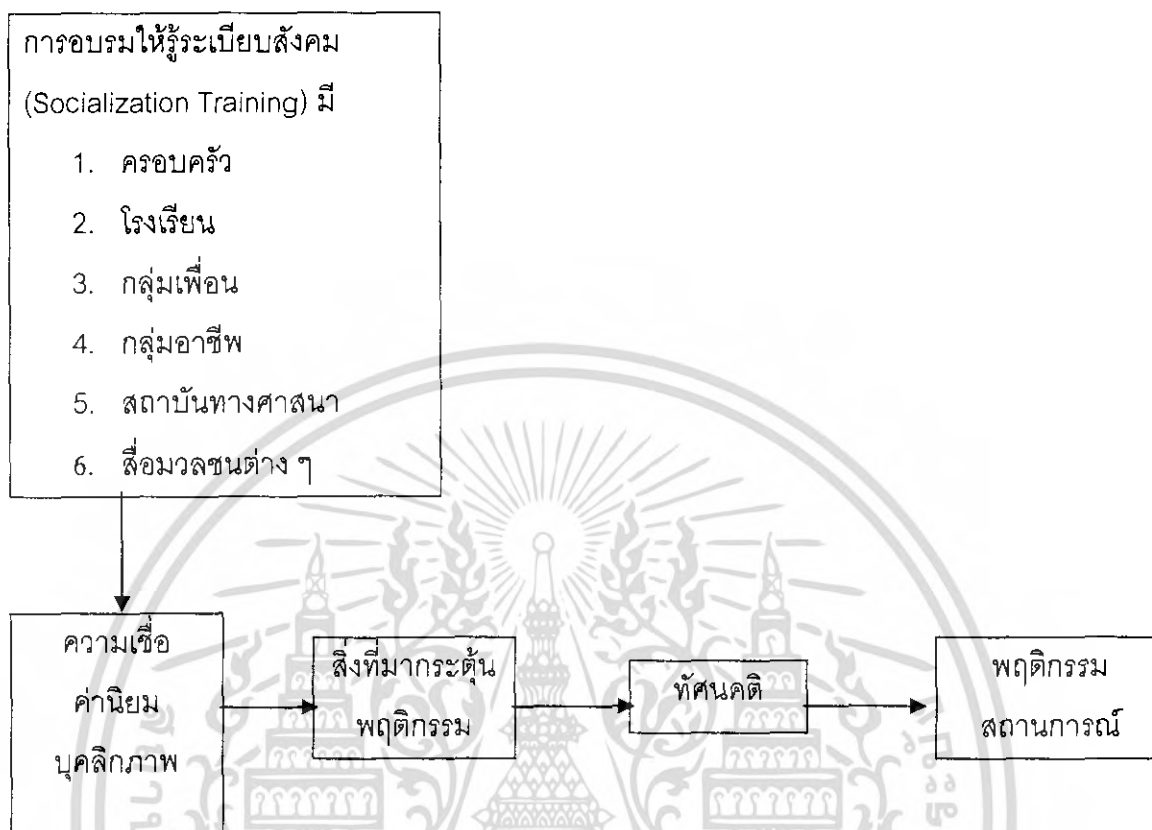 การอบรมให้รู้ระเบียบสังคม
(Socialization Training) มี
1. ครอบครัว
2. โรงเรียน
3. กลุ่มเพื่อน
4. กลุ่มอาชีพ
5. สถาบันทางศาสนา
6. สื่อมวลชนต่าง ๆ
ความเชื่อ
ค่านิยม
บุคลิกภาพ
สิ่งที่มากระตุ้น
พฤติกรรม
ทัศนคติ
พฤติกรรม
สถานการณ์